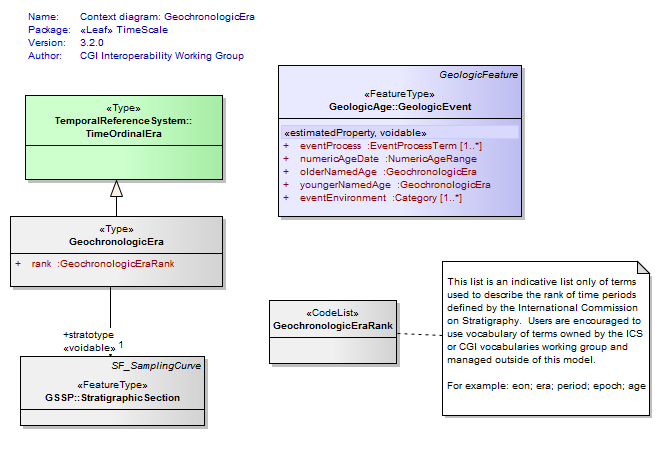 Name: Context diagram: GeochronologicEra
Package: «Leaf» TimeScale
Version: 3.2.0
Author: CGI Interoperability Working Group
«Type»
TemporalReferenceSystem::
TimeOrdinalEra
GeologicFeature
«FeatureType»
GeologicAge::GeologicEvent
«estimatedProperty, voidable»
+ eventProcess :EventProcessTerm [1..*]
+ numericAgeDate :NumericAgeRange
+ olderNamedAge :GeochronologicEra
+ youngerNamedAge :GeochronologicEra
+ eventEnvironment :Category [1..*]
«Type»
GeochronologicEra
+ rank :GeochronologicEraRank
+stratotype
«voidable» 1
SF_SamplingCurve
«FeatureType»
GSSP::StratigraphicSection
«CodeList»
GeochronologicEraRank
This list is an indicative list only of terms
used to describe the rank of time periods
defined by the International Commission
on Stratigraphy. Users are encouraged to
use vocabulary of terms owned by the ICS
or CGI vocabularies working group and
managed outside of this model.
For example: eon; era; period; epoch; age